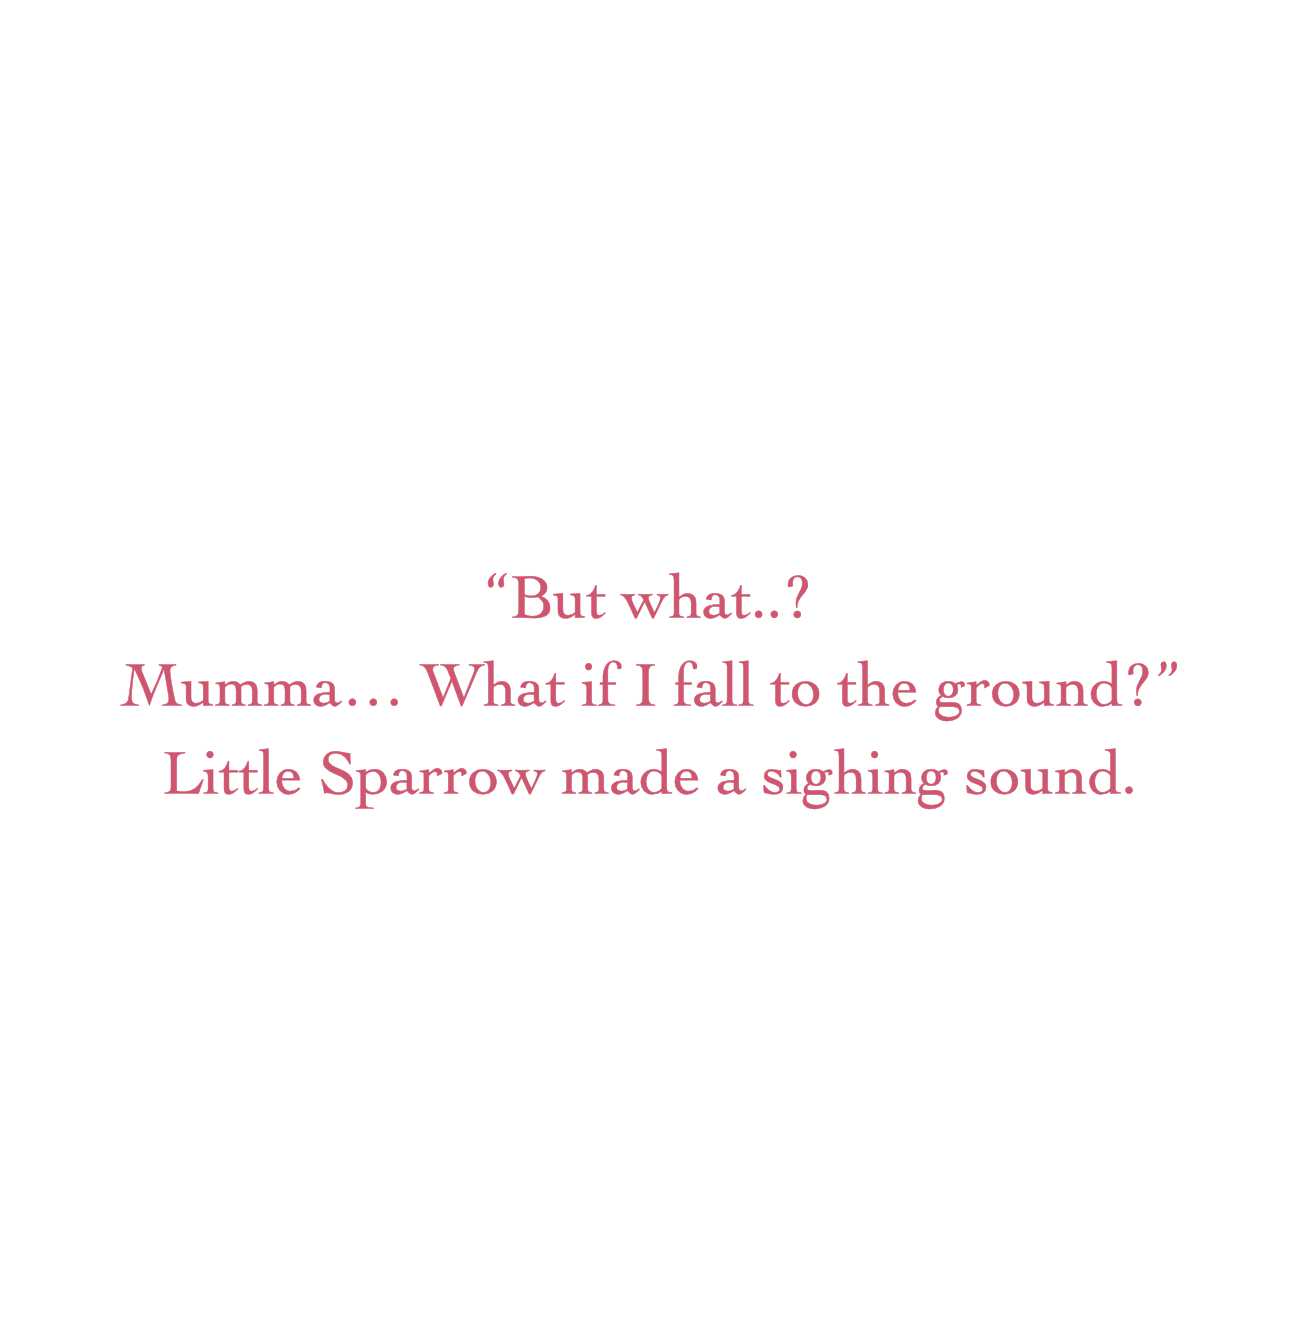 “But what..?
Mumma… What if I fall to the ground?”
Little Sparrow made a sighing sound.